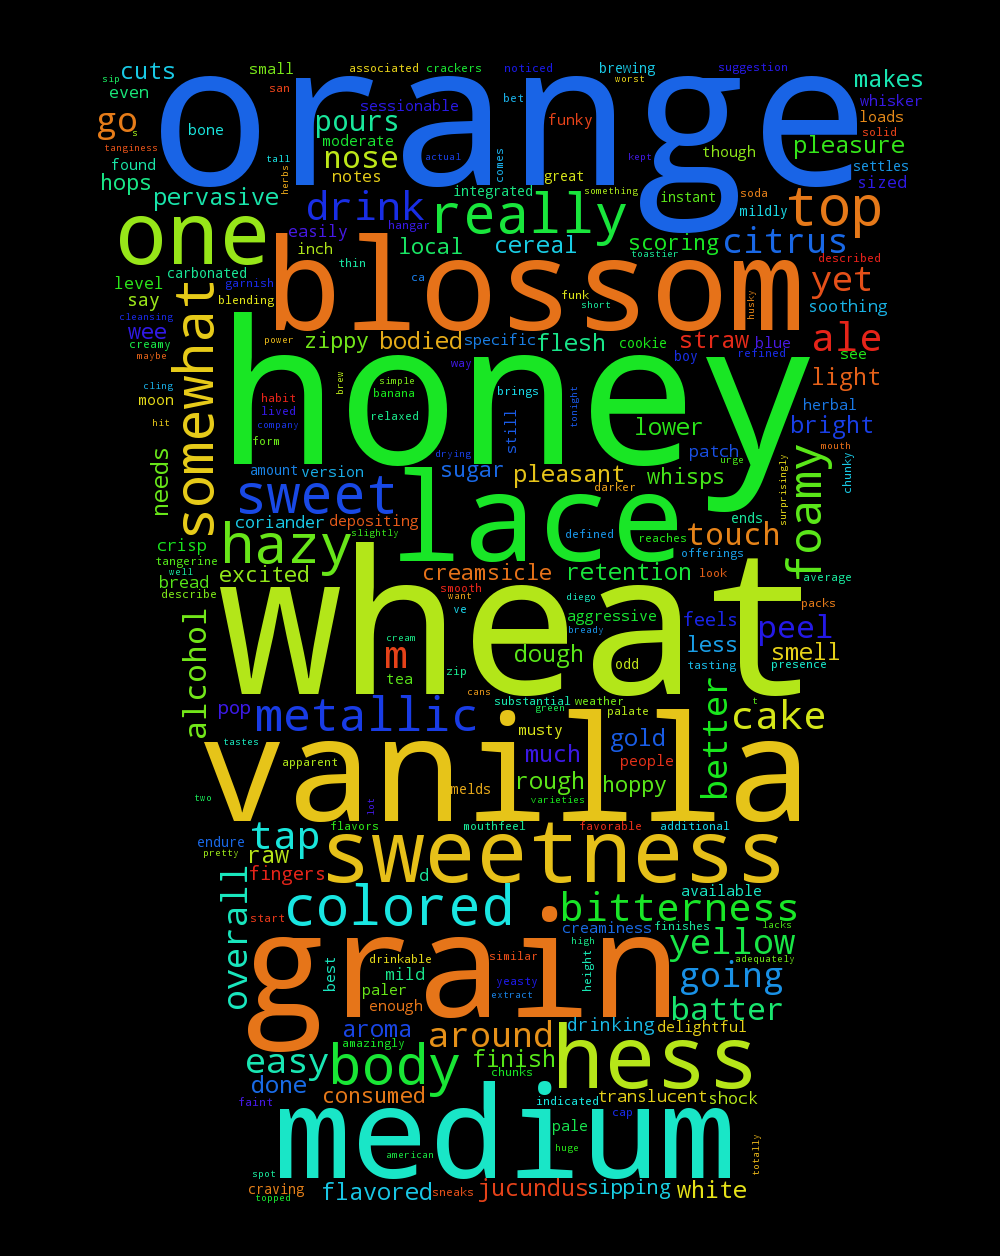 orange
cuts
small
associated
crackers
noticed
brewing
suggestion
sip
even
san
worst
makes
bet
whisker
sessionable
go
s
bone
pours
funky
loads
solid
moderate
tanginess
nose
actual
kept
though
pleasure
found
tall
herbs
comes
settles
hops
notes
great
sized
pervasive
integrated
something
instant
soda
drink
really
mildly
top
one
easily
hangar
inch
local
cereal
scoring
citrus
toastier
described
blossom
carbonated
thin
ca
yet
level
garnish
say
blending
funk
short
husky
soothing
cleansing
wee
somewhat
creamy
power
zippy
bodied
specific
flesh
cookie
straw
blue
ale
maybe
honey
way
boy
refined
see
cling
brew
simple
banana
brings
light
moon
habit
lived
company
relaxed
tonight
herbal
hit
form
still
lower
bright
drying
patch
mouth
needs
amount
version
sugar
pleasant
whisps
urge
surprisingly
chunky
foamy
sweet
lace
darker
coriander
depositing
ends
slightly
defined
reaches
touch
crisp
hazy
offerings
tangerine
well
bread
excited
creamsicle
retention
look
average
describe
smooth
want
diego
packs
wheat
ve
aggressive
feels
alcohol
bready
peel
cream
m
less
smell
dough
odd
tea
zip
tasting
presence
cans
pop
metallic
substantial
weather
green
palate
better
t
cake
musty
gold
tastes
vanilla
apparent
much
people
rough
hoppy
melds
two
lot
varieties
tap
flavors
mouthfeel
favorable
additional
endure
pretty
raw
sweetness
fingers
d
overall
available
start
colored
bitterness
creaminess
finishes
lacks
grain
high
yellow
drinkable
similar
adequately
best
mild
height
going
paler
yeasty
extract
enough
batter
aroma
around
drinking
delightful
amazingly
easy
body
finish
hess
chunks
done
consumed
indicated
translucent
shock
faint
medium
cap
pale
american
huge
totally
spot
craving
topped
flavored
sneaks
jucundus
sipping
white